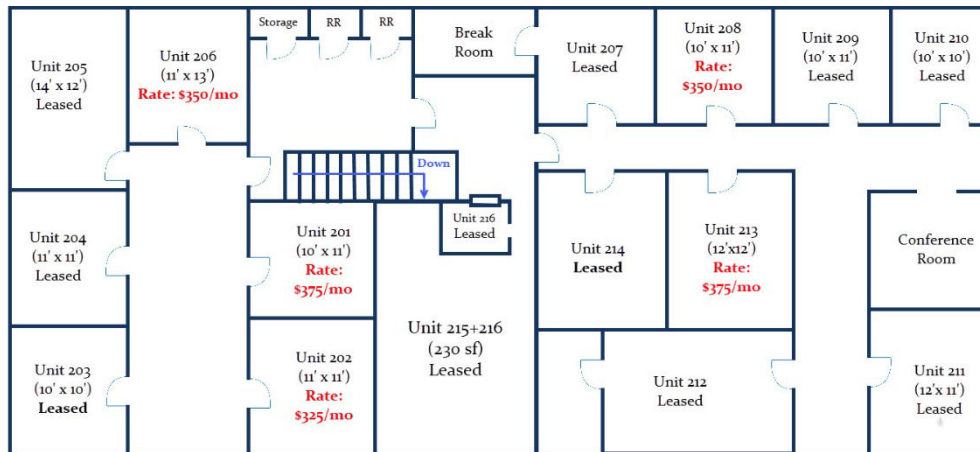 Storage
RR
RR
Break
Room
Unit 205
(14' x 12')
Leased
Unit 206
(11' x 13')
Rate: $350/mo
Unit 207
Leased
Unit 208
(10' x 11')
Rate:
$350/mo
Unit 209
(10' x 11')
Leased
Unit 210
(10' x 10')
Leased
Down
Unit 204
(11' x 11')
Leased
Unit 201
(10' x 11')
Rate:
$375/mo
Unit 216
Leased
Unit 214
Leased
Unit 213
(12'x12')
Rate:
$375/mo
Conference
Room
Unit 203
(10' x 10')
Leased
Unit 202
(11' x 11')
Rate:
$325/mo
Unit 215+216
(230 sf)
Leased
Unit 212
Leased
Unit 211
(12'x 11')
Leased